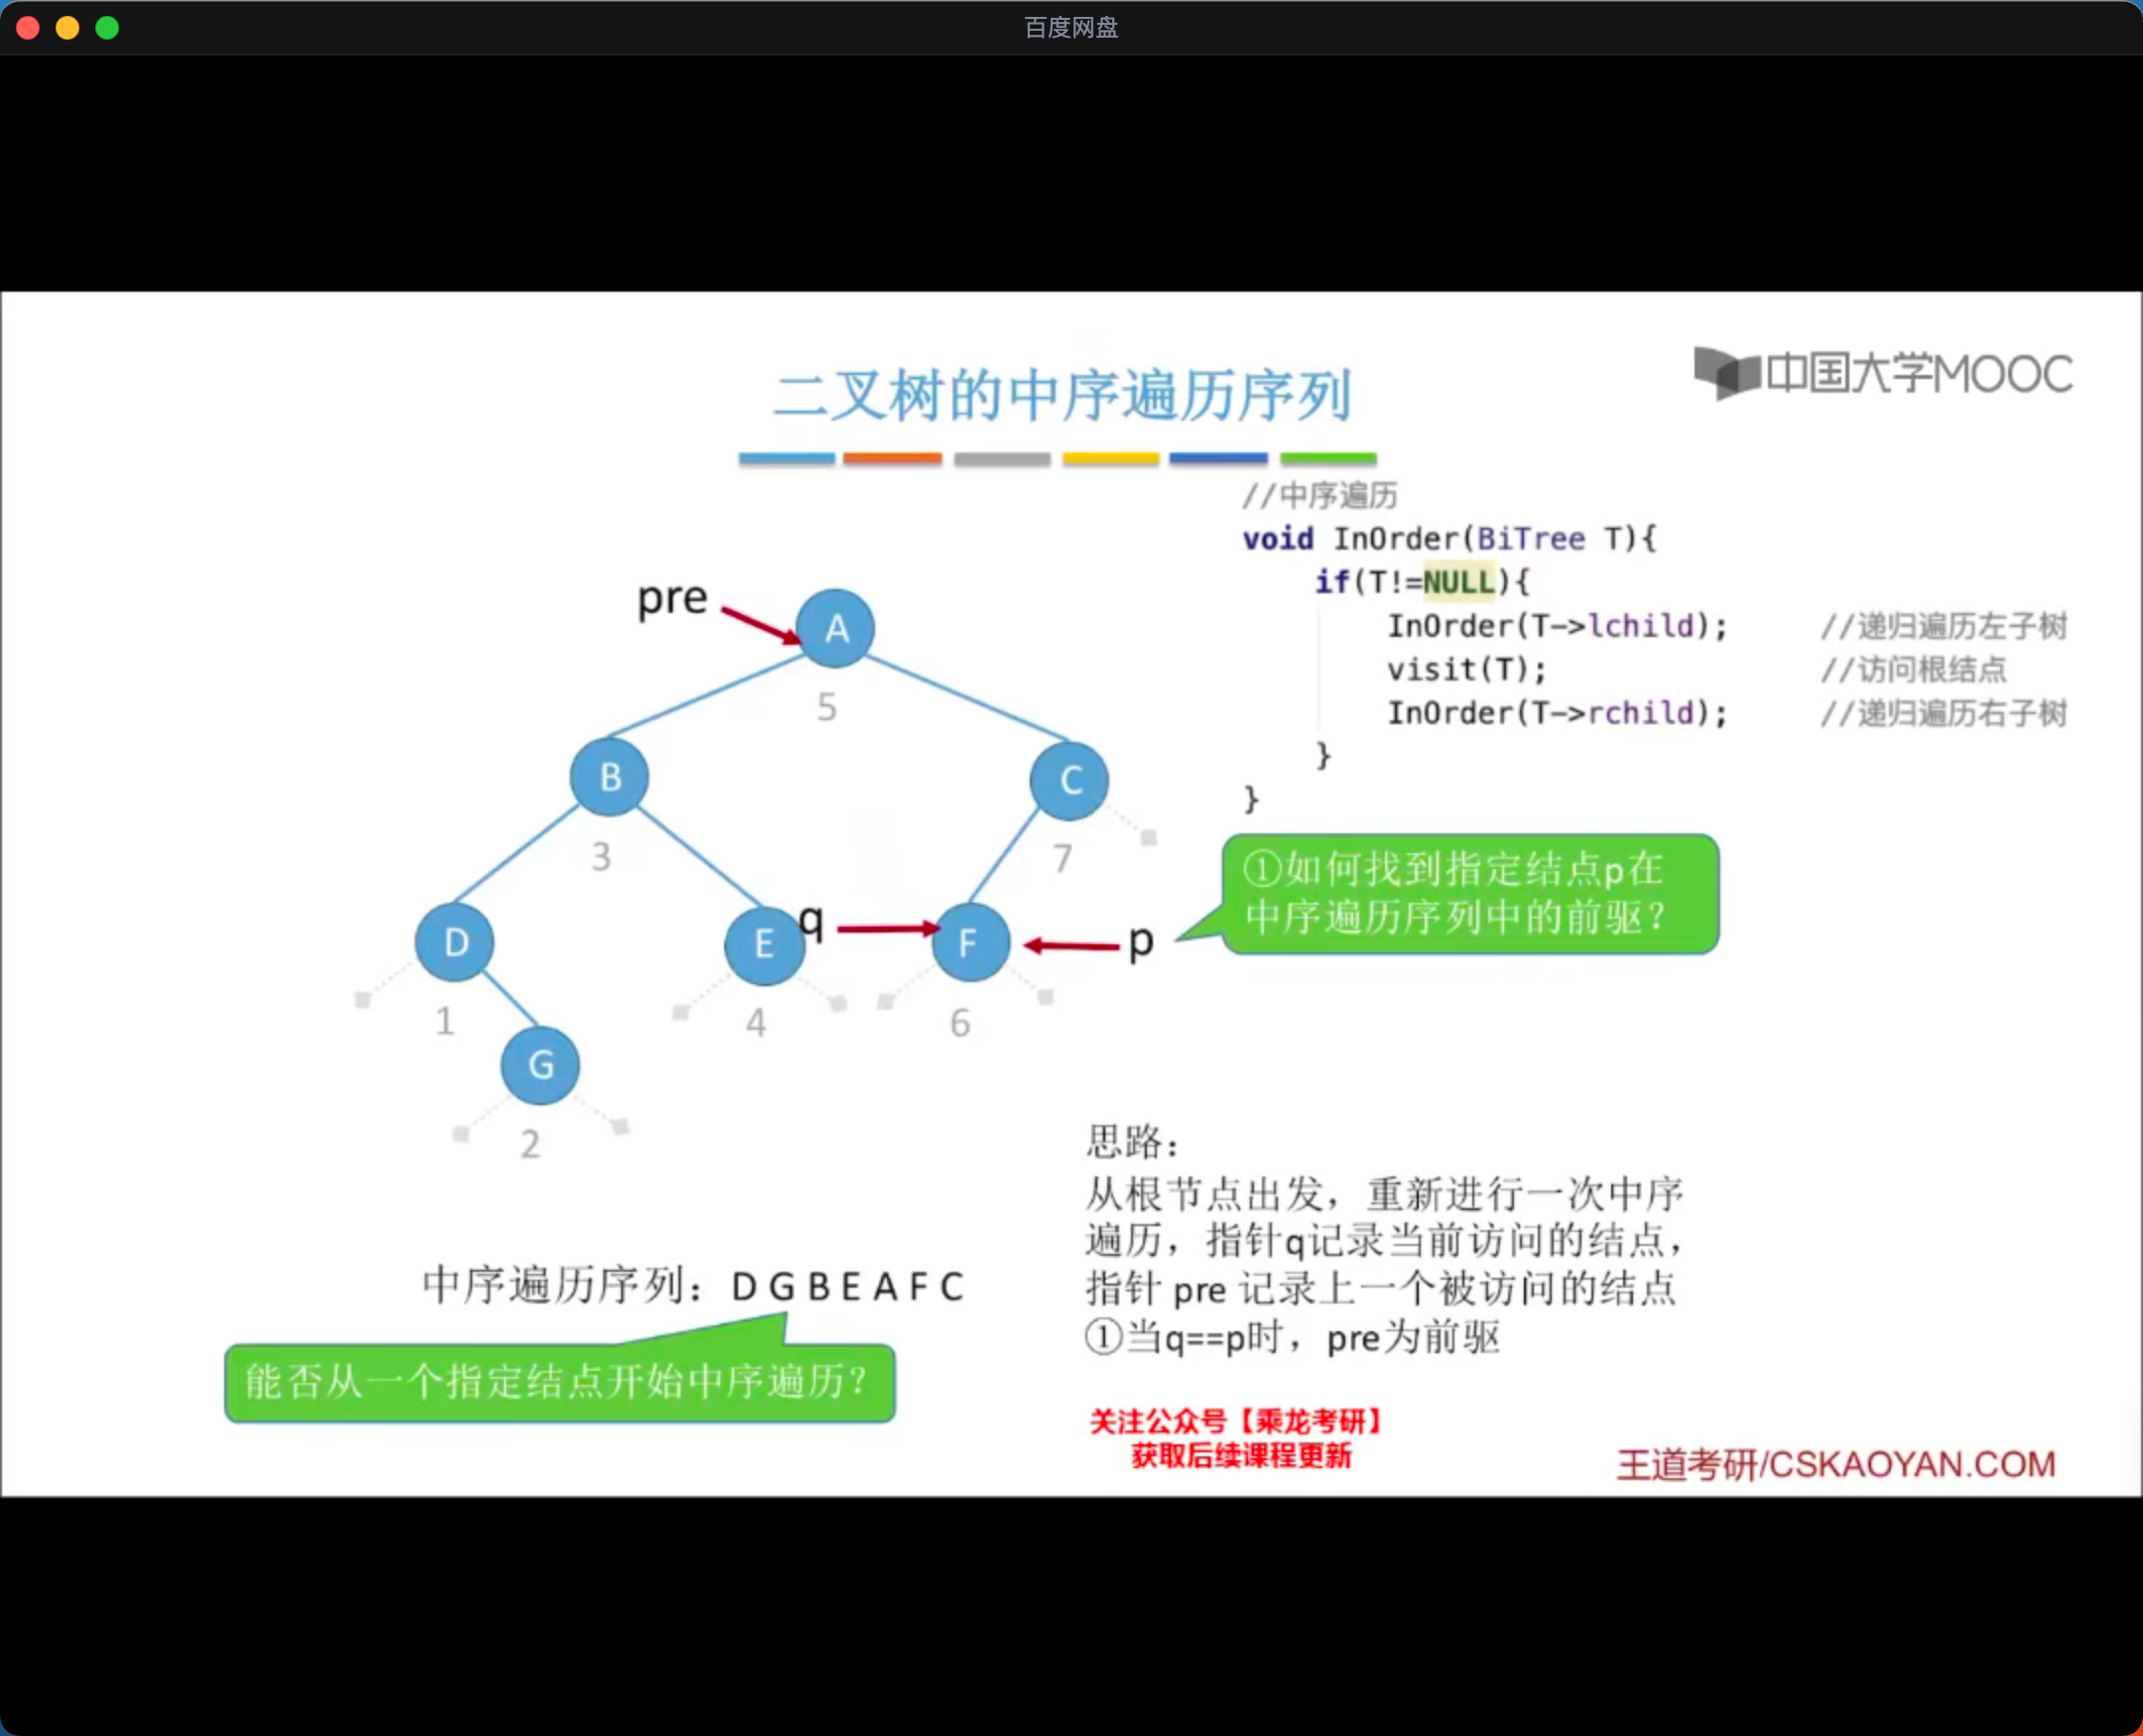 百度网盘
二叉树的中序遍历序列
中国大学MOOC
//中序遍历
void InOrder(BiTree T){
if(T!=NULL){
InOrder(T->lchild); //递归遍历左子树
visit(T); //访问根结点
InOrder(T->rchild); //递归遍历右子树
}
}
pre
A
5
B
C
3
7
①如何找到指定结点p在
中序遍历序列中的前驱？
D
E
q
F
p
1
4
6
G
2
思路：
从根节点出发，重新进行一次中序
遍历，指针q记录当前访问的结点，
指针 pre 记录上一个被访问的结点
①当q==p时，pre为前驱
中序遍历序列：D G B E A F C
能否从一个指定结点开始中序遍历？
关注公众号【乘龙考研】
获取后续课程更新
王道考研/CSKAOYAN.COM